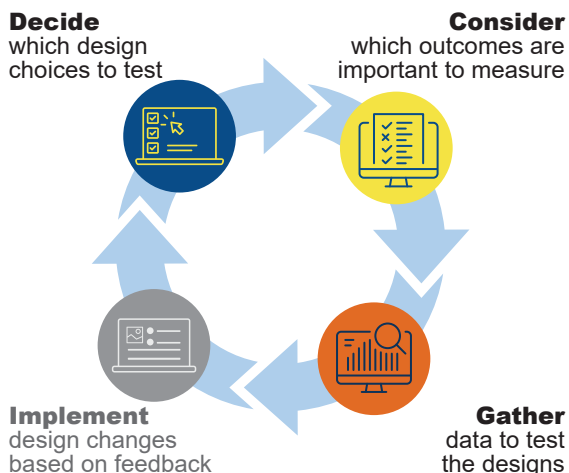 Decide
which design
choices to test
Consider
which outcomes are
important to measure
Gather
data to test
the designs
Implement
design changes
based on feedback